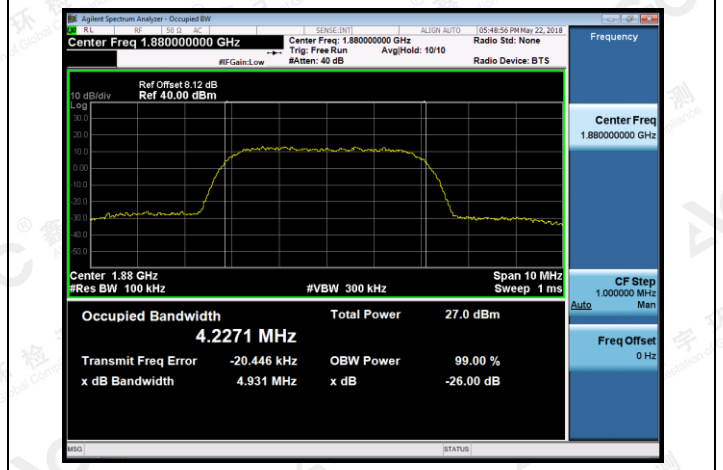 Agilent Spectrum Analyzer - Occupied BW
RL RF 50 Ω AC SENSE:INT ALIGN AUTO 05:48:56 PM May 22, 2018
Center Freq 1.880000000 GHz
Center Freq: 1.880000000 GHz
Radio Std: None
Trig: Free Run Avg|Hold: 10/10
#IFGain:Low #Atten: 40 dB Radio Device: BTS
Frequency
Ref Offset 8.12 dB
10 dB/div Ref 40.00 dBm
Log
30.0
20.0
10.0
0.00
-10.0
-20.0
-30.0
-40.0
-50.0
Center 1.88 GHz Span 10 MHz
#Res BW 100 kHz #VBW 300 kHz Sweep 1 ms
Center Freq
1.880000000 GHz
CF Step
1.000000 MHz
Auto Man
Freq Offset
0 Hz
Occupied Bandwidth Total Power 27.0 dBm
4.2271 MHz
Transmit Freq Error -20.446 kHz OBW Power 99.00 %
x dB Bandwidth 4.931 MHz x dB -26.00 dB
MSG STATUS